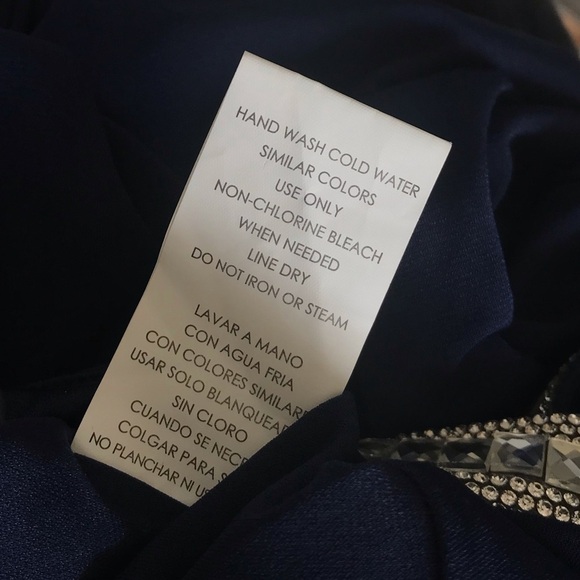 HAND WASH COLD WATER
SIMILAR COLORS
USE ONLY
NON-CHLORINE BLEACH
WHEN NEEDED
LINE DRY
DO NOT IRON OR STEAM
LAVAR A MANO
CON AGUA FRIA
CON COLORES SIMILAR
USAR SOLO BLANQUEA
SIN CLORO
CUANDO SE
COLGAR PARA
NO PLANCHAR NI